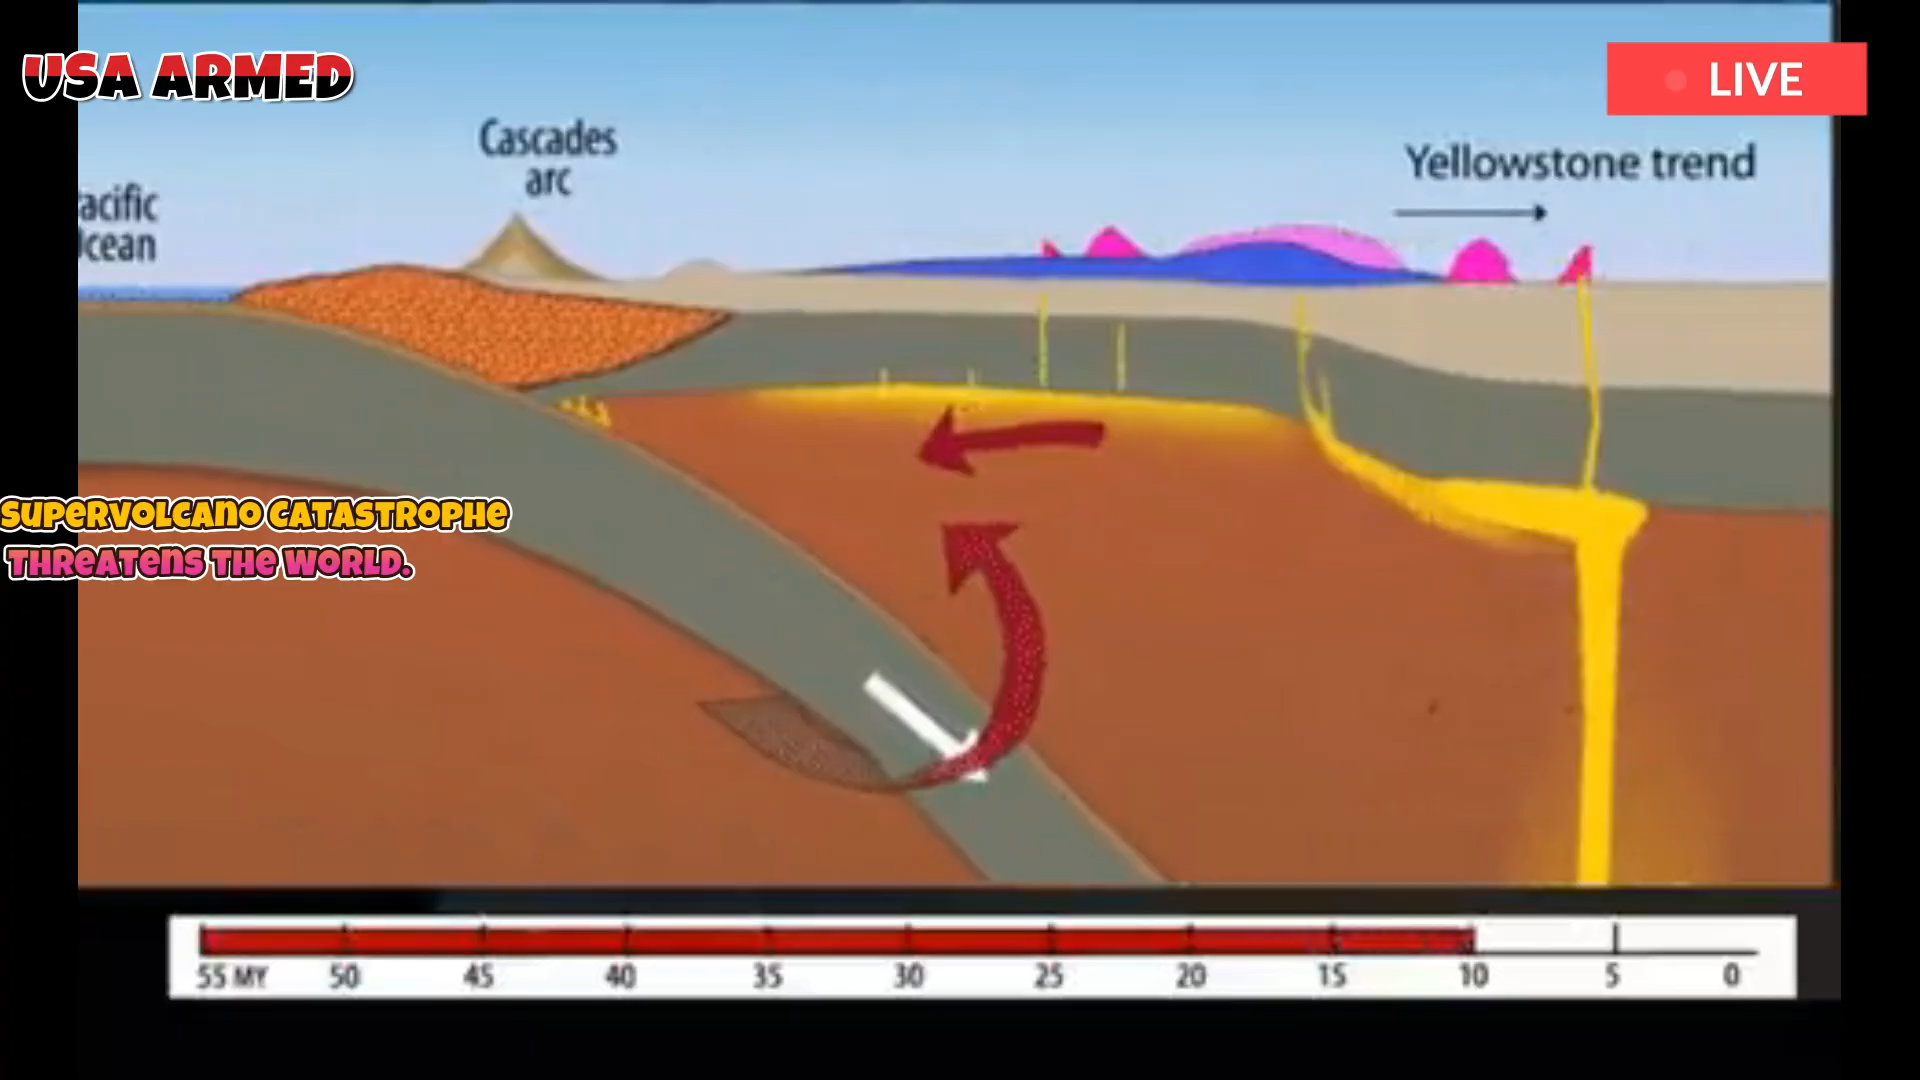 USA ARMED
LIVE
Cascades
arc
Yellowstone trend
acific
cean
SUPERVOLCANO CATASTROPHE
THREATENS THE WORLD.
55 MY 50 45 40 35 30 25 20 15 10 5 0